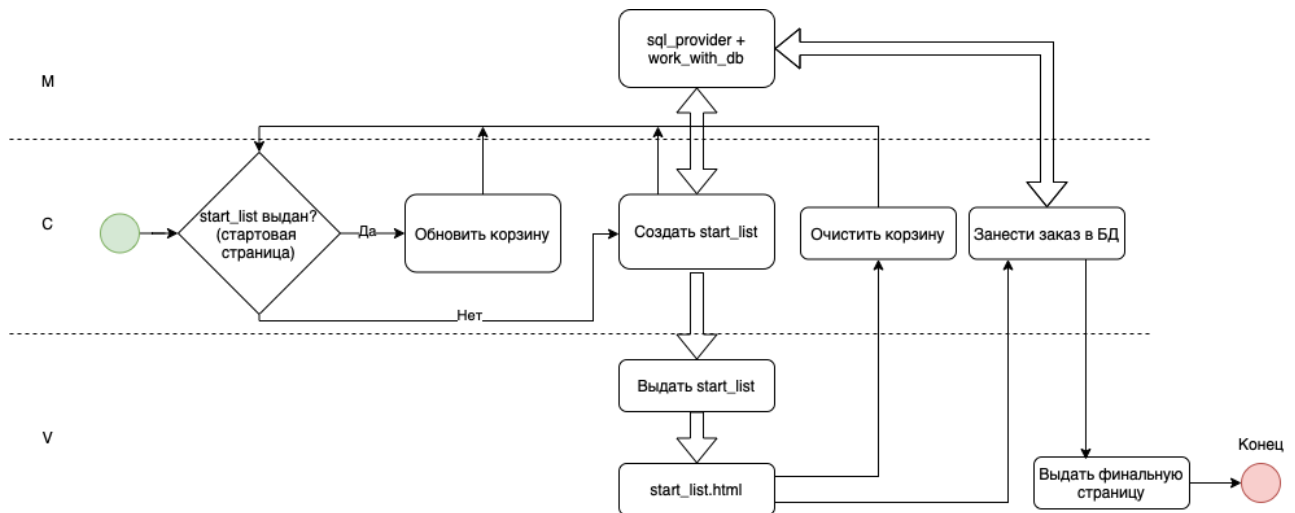 sql_provider +
work_with_db
M
C
start_list выдан?
(стартовая
страница)
Да
Обновить корзину
Создать start_list
Очистить корзину
Занести заказ в БД
Нет
Выдать start_list
V
start_list.html
Выдать финальную
страницу
Конец